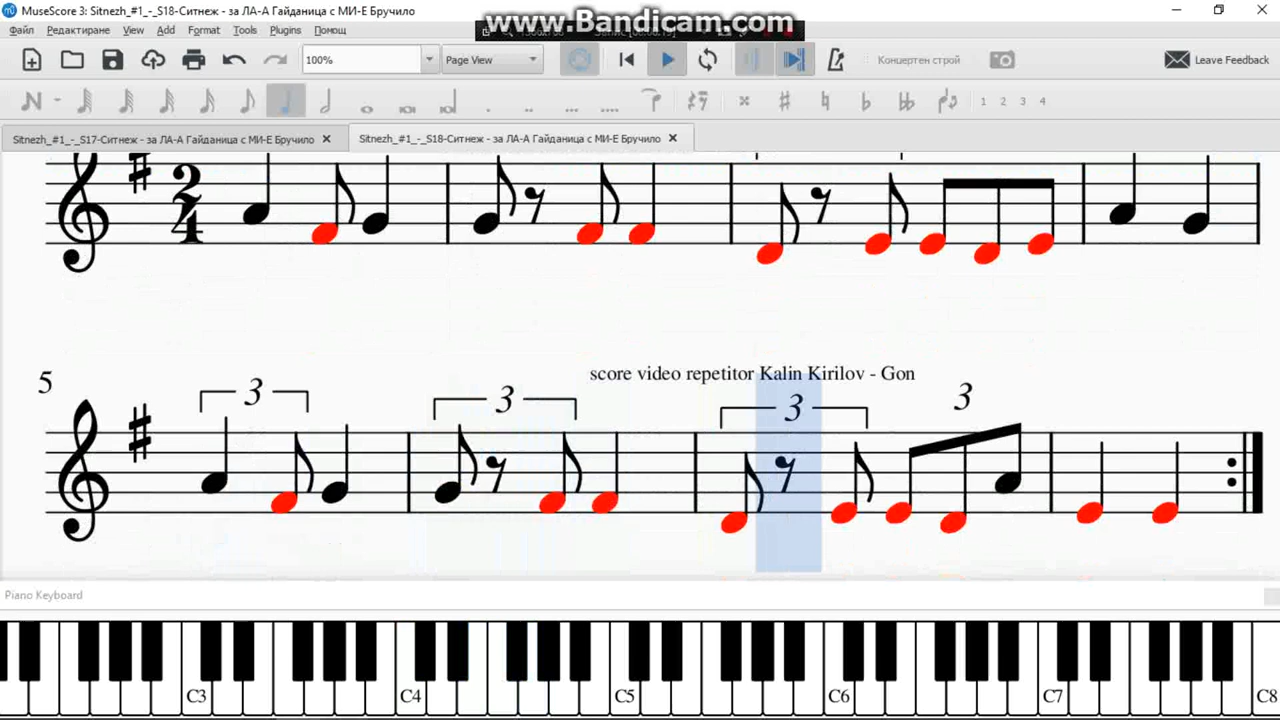 MuseScore 3: Sitnezh_#1_-_S18-Ситнеж - за ЛА-А Гайданица с МИ-Е Бручило
www.Bandicam.com
Файл Редактиране View Add Format Tools Plugins Помощ
100% Page View Концертен строй Leave Feedback
1 2 3 4
Sitnezh_#1_-_S17-Ситнеж - за ЛА-А Гайданица с МИ-Е Бручило Sitnezh_#1_-_S18-Ситнеж - за ЛА-А Гайданица с МИ-Е Бручило
2
4
score video repetitor Kalin Kirilov - Gon
5
3 3 3 3
Piano Keyboard
C3 C4 C5 C6 C7 C8